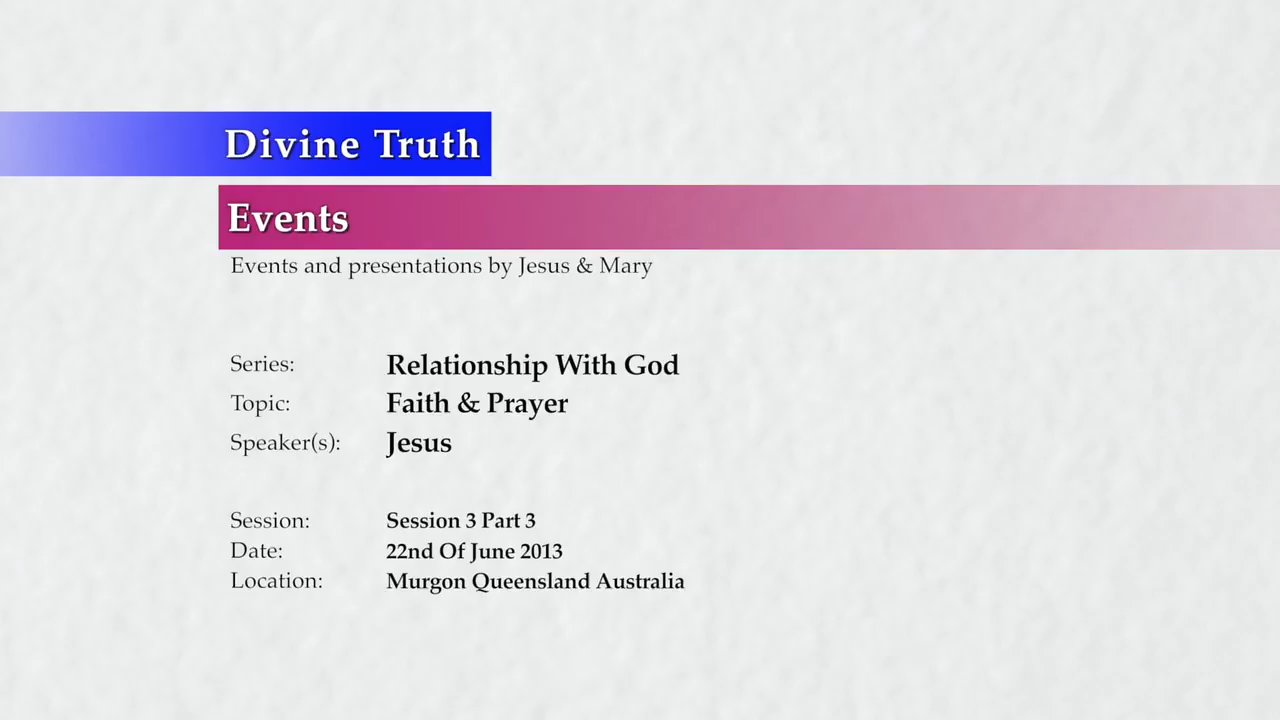 Divine Truth
Events
Events and presentations by Jesus & Mary
Series: Relationship With God
Topic: Faith & Prayer
Speaker(s): Jesus
Session: Session 3 Part 3
Date: 22nd Of June 2013
Location: Murgon Queensland Australia